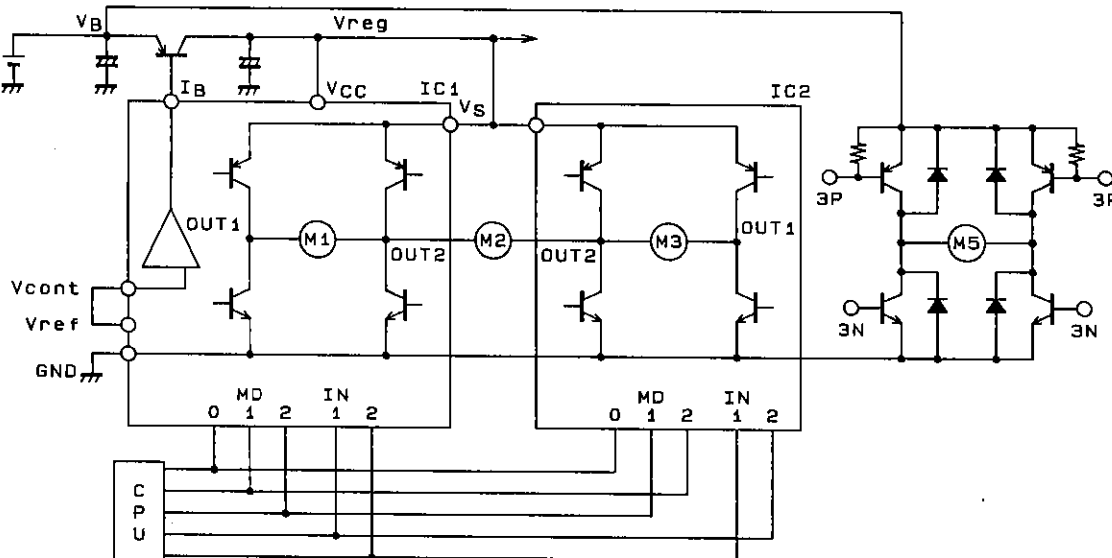 VB Vreg
IB VCC IC1 VS IC2
3P 3P
OUT1 M1 OUT2 M2 OUT2 M3 OUT1 M5
Vcont
Vref
3N 3N
GND
MD IN MD IN
0 1 2 1 2 0 1 2 1 2
C
P
U